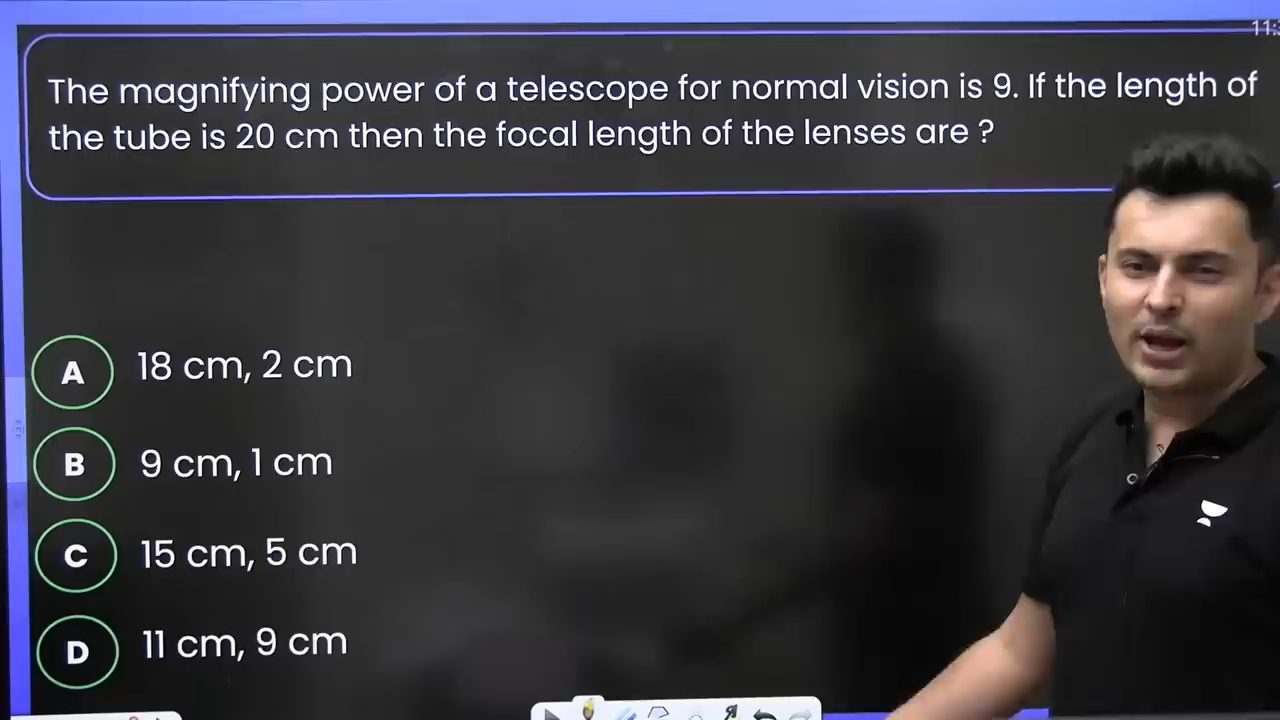 The magnifying power of a telescope for normal vision is 9. If the length of
the tube is 20 cm then the focal length of the lenses are ?
A 18 cm, 2 cm
B 9 cm, 1 cm
C 15 cm, 5 cm
D 11 cm, 9 cm